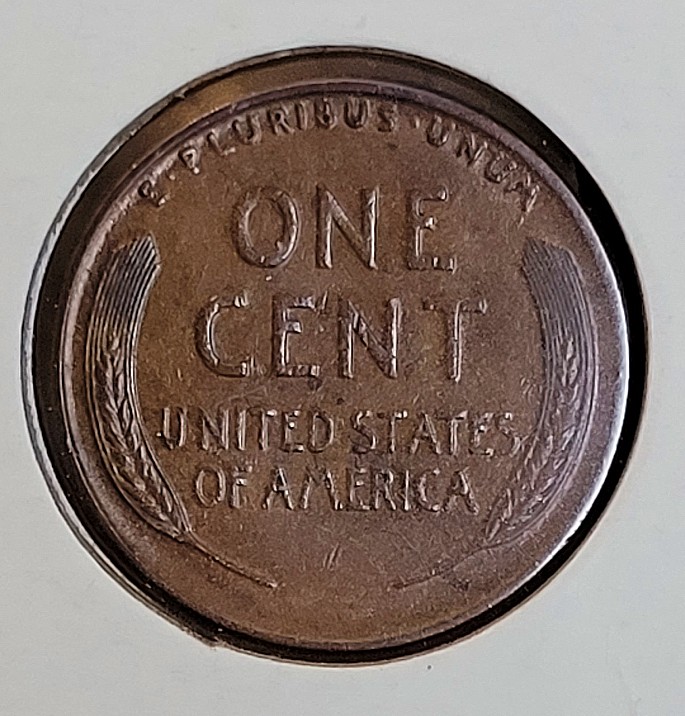 E·PLURIBUS·UNUM
ONE
CENT
UNITED STATES
OF AMERICA